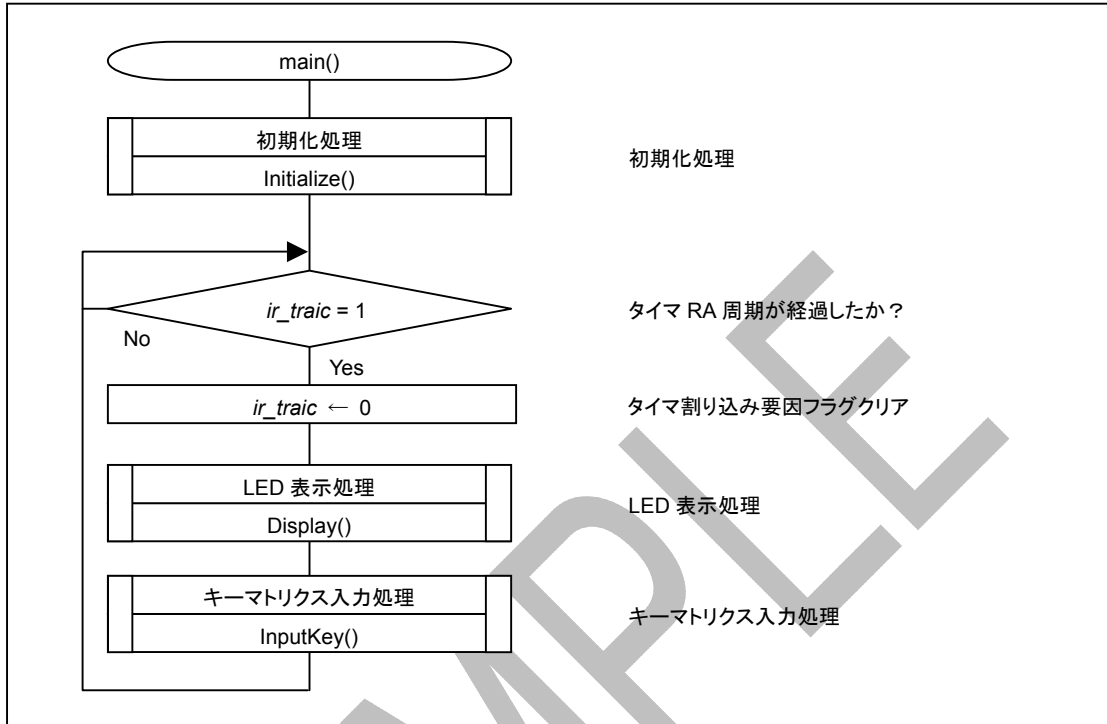 main()
初期化処理
Initialize()
初期化処理
ir_traic = 1
タイマ RA 周期が経過したか？
No
Yes
ir_traic ← 0
タイマ割り込み要因フラグクリア
LED 表示処理
Display()
LED 表示処理
キーマトリクス入力処理
InputKey()
キーマトリクス入力処理
MPLE